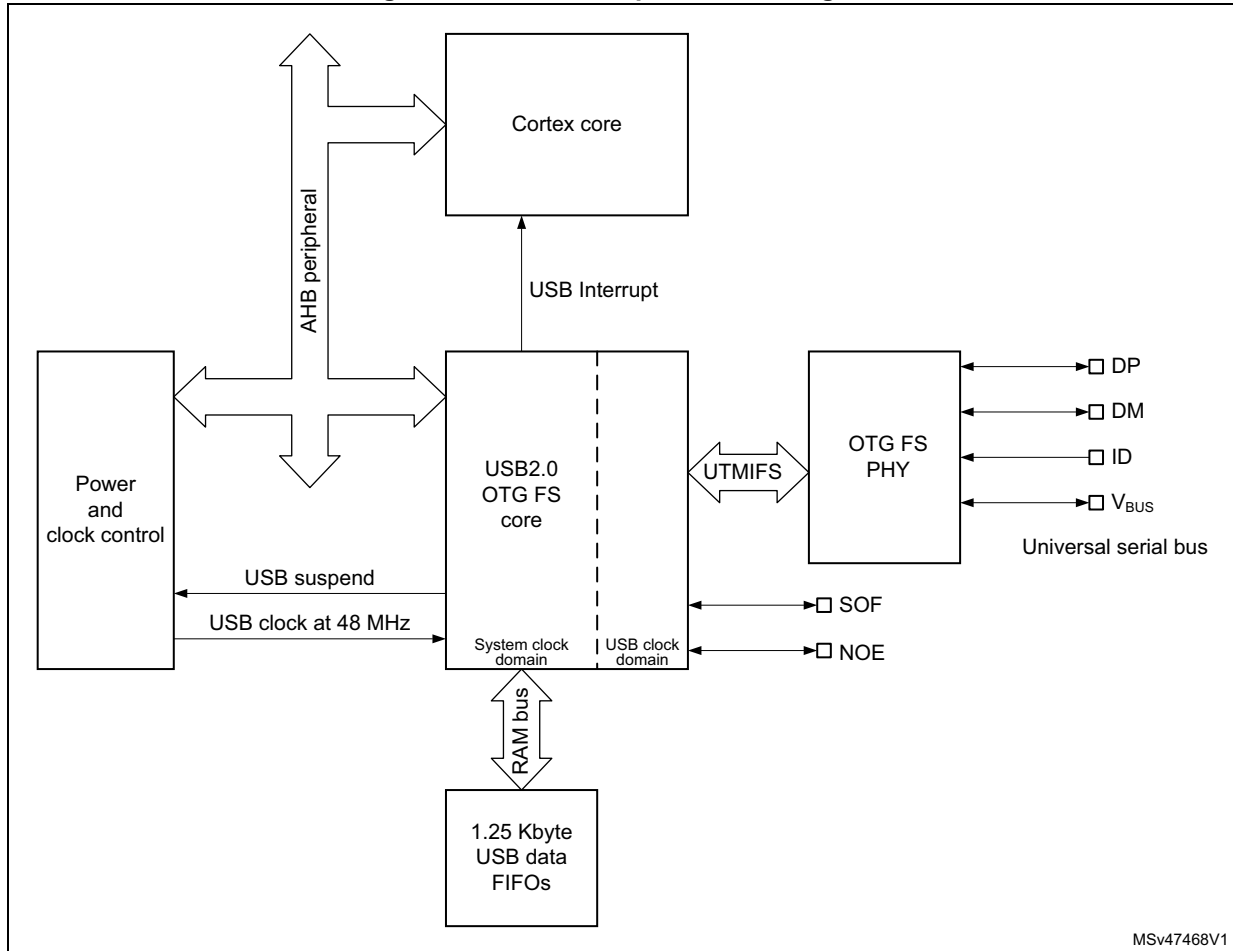 Cortex core
AHB peripheral
USB Interrupt
Power
and
clock control
USB2.0
OTG FS
core
UTMIFS
OTG FS
PHY
DP
DM
ID
VBUS
Universal serial bus
USB suspend
USB clock at 48 MHz
System clock
domain
USB clock
domain
SOF
NOE
RAM bus
1.25 Kbyte
USB data
FIFOs
MSv47468V1